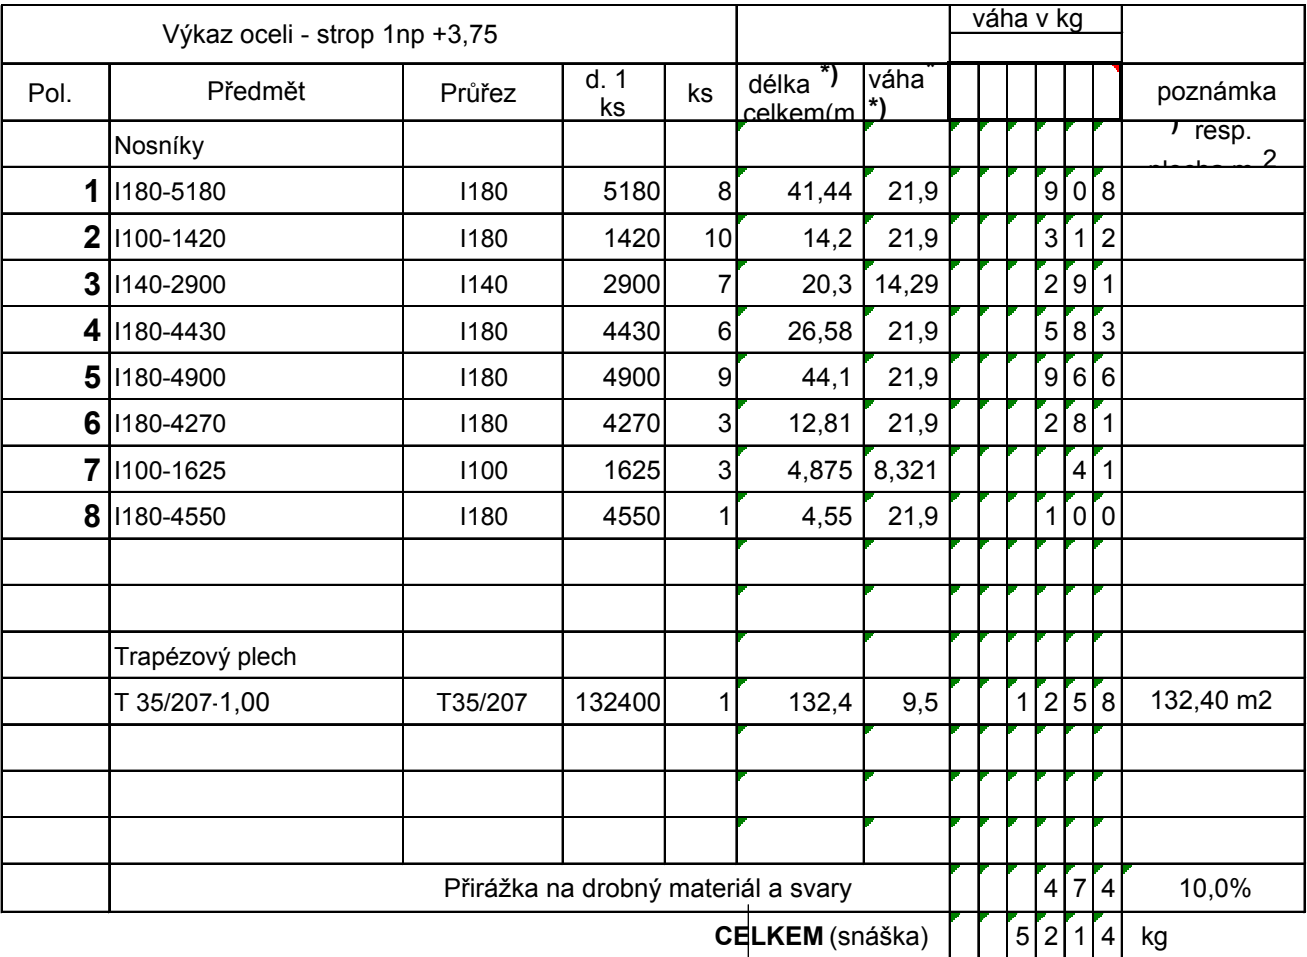 Výkaz oceli - strop 1np +3,75 váha v kg
Pol. Předmět Průřez d. 1 ks ks délka *) celkem(m váha *) poznámka
Nosníky ) resp. 2
1 I180-5180 I180 5180 8 41,44 21,9 9 0 8
2 I100-1420 I180 1420 10 14,2 21,9 3 1 2
3 I140-2900 I140 2900 7 20,3 14,29 2 9 1
4 I180-4430 I180 4430 6 26,58 21,9 5 8 3
5 I180-4900 I180 4900 9 44,1 21,9 9 6 6
6 I180-4270 I180 4270 3 12,81 21,9 2 8 1
7 I100-1625 I100 1625 3 4,875 8,321 4 1
8 I180-4550 I180 4550 1 4,55 21,9 1 0 0
Trapézový plech
T 35/207-1,00 T35/207 132400 1 132,4 9,5 1 2 5 8 132,40 m2
Přirážka na drobný materiál a svary 4 7 4 10,0%
CELKEM (snáška) 5 2 1 4 kg